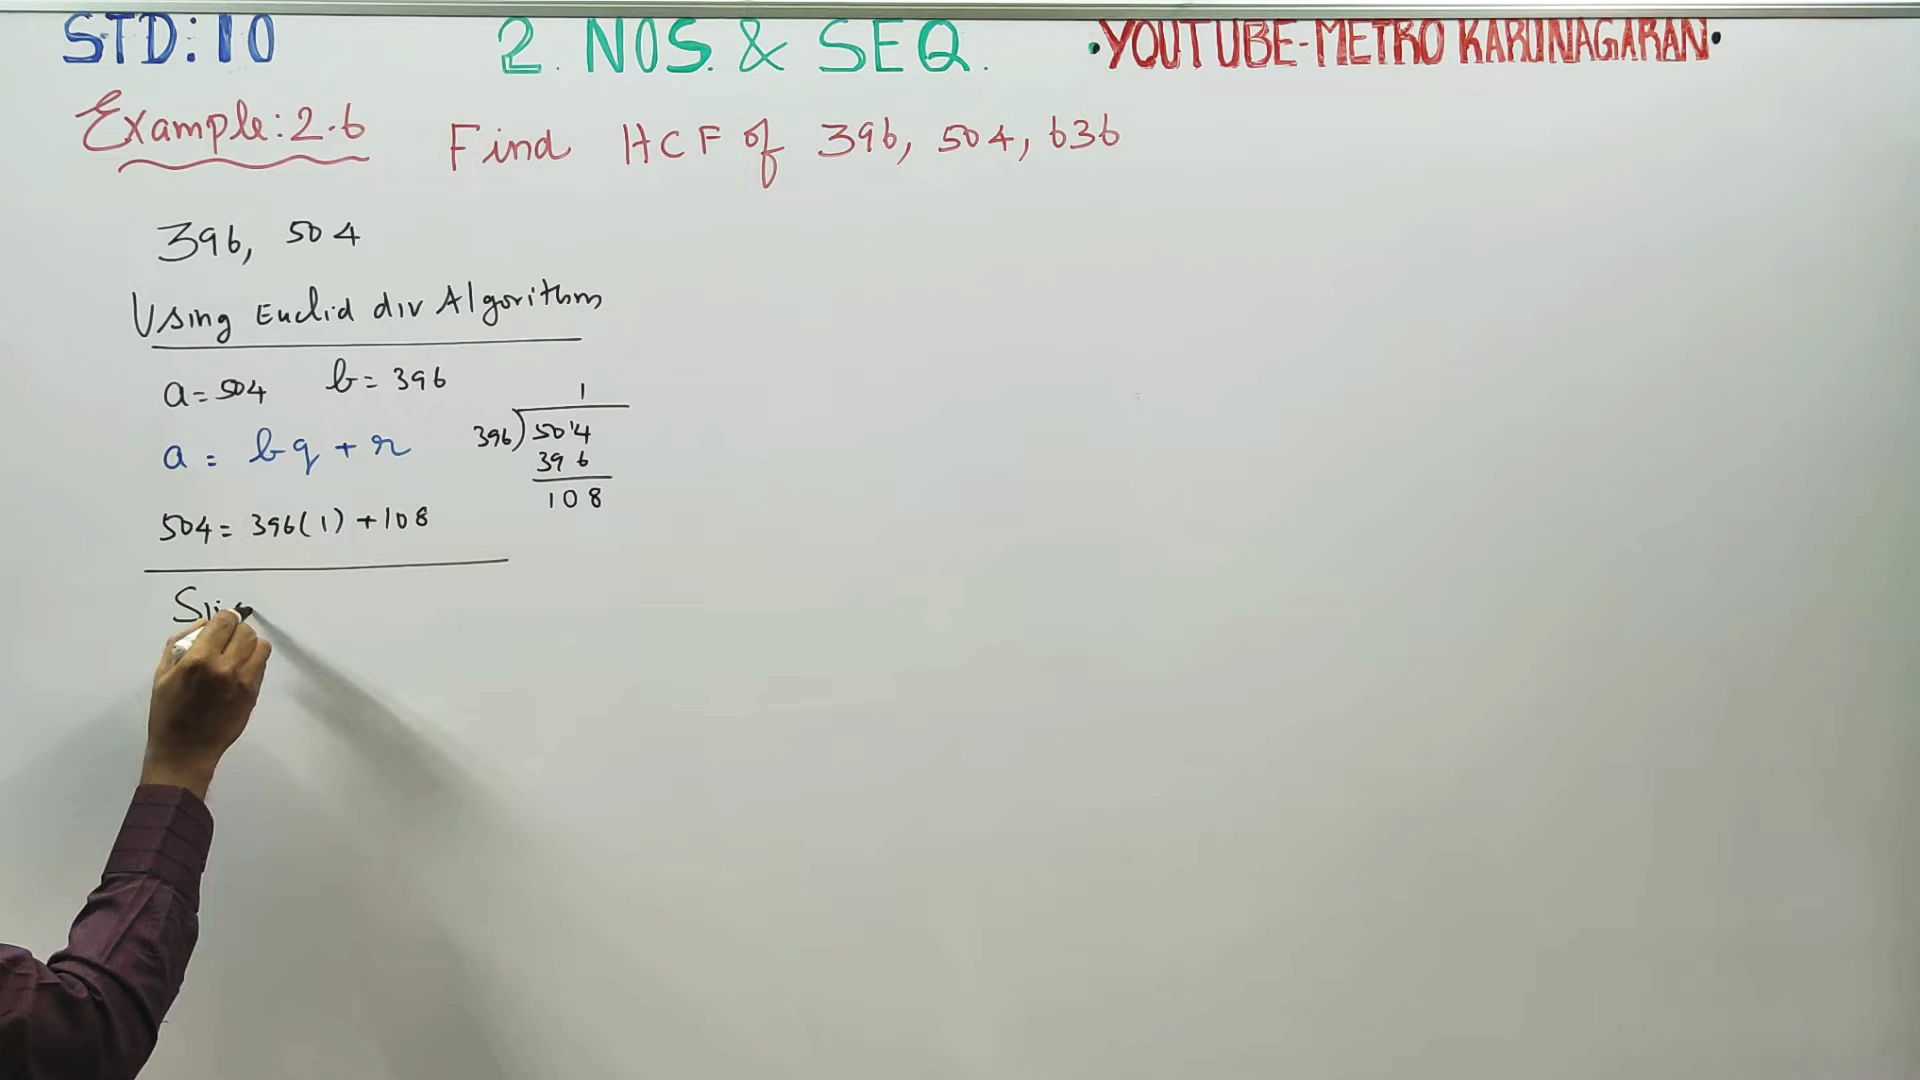 STD: 10 2. NOS. & SEQ. •YOUTUBE-METRO KARUNAGARAN•
Example: 2.6 Find HCF of 396, 504, 636
396, 504
Using Euclid div Algorithm
a = 504 b = 396
a = bq + r
504 = 396(1) + 108
1
396)504
396
108